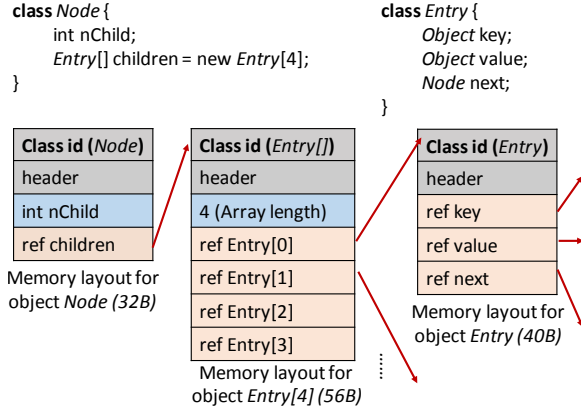 class Node {
int nChild;
Entry[] children = new Entry[4];
}
class Entry {
Object key;
Object value;
Node next;
}
Class id (Node)
header
int nChild
ref children
Memory layout for
object Node (32B)
Class id (Entry[])
header
4 (Array length)
ref Entry[0]
ref Entry[1]
ref Entry[2]
ref Entry[3]
Memory layout for
object Entry[4] (56B)
Class id (Entry)
header
ref key
ref value
ref next
Memory layout for
object Entry (40B)